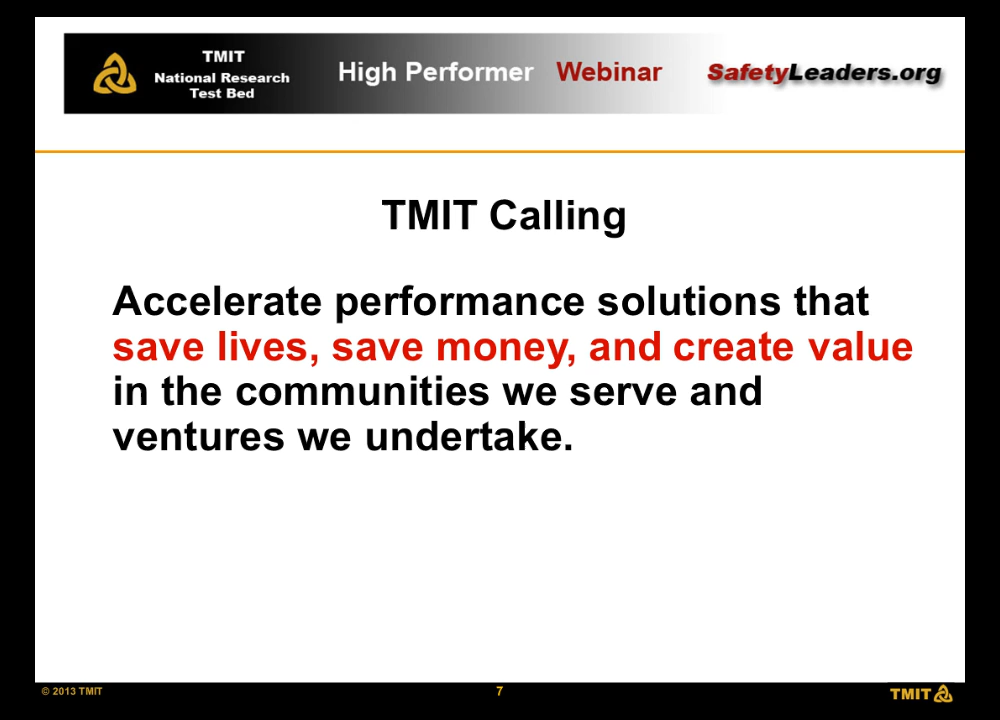 TMIT
National Research
Test Bed
High Performer Webinar
SafetyLeaders.org
TMIT Calling
Accelerate performance solutions that
save lives, save money, and create value
in the communities we serve and
ventures we undertake.
© 2013 TMIT
7
TMIT